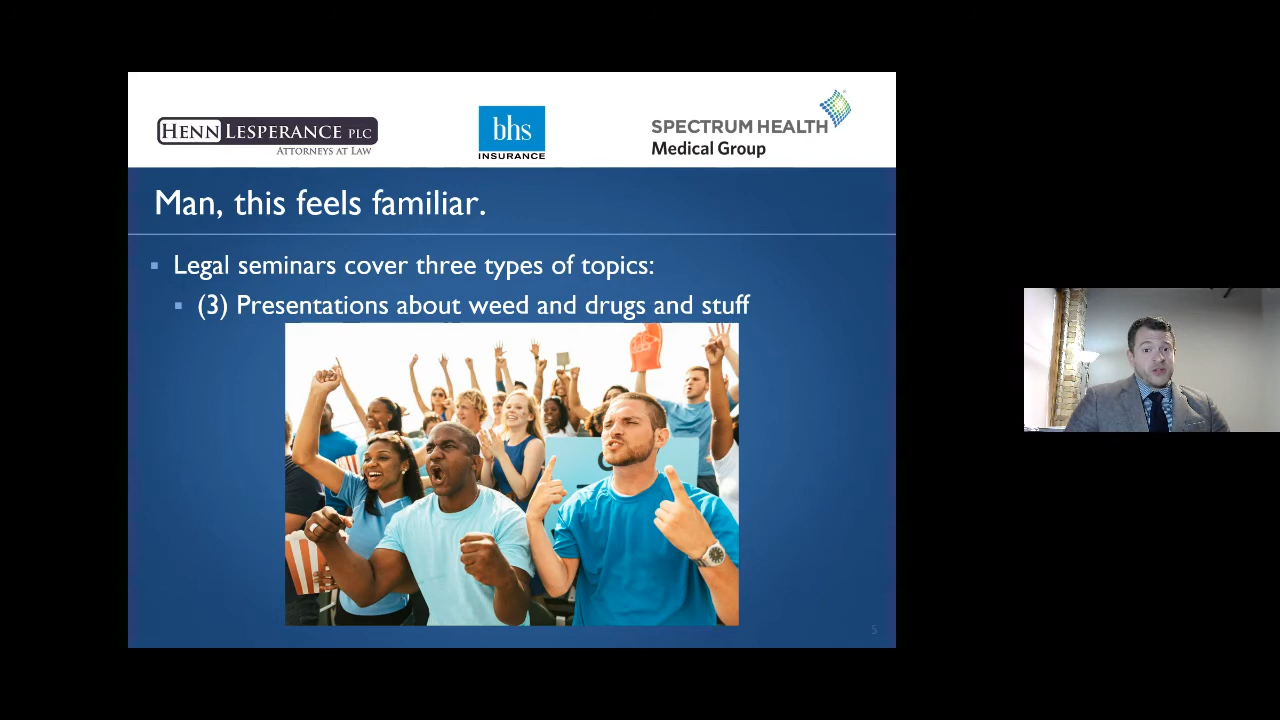 HENN LESPERANCE PLC
ATTORNEYS AT LAW
bhs
INSURANCE
SPECTRUM HEALTH
Medical Group
Man, this feels familiar.
Legal seminars cover three types of topics:
(3) Presentations about weed and drugs and stuff
5